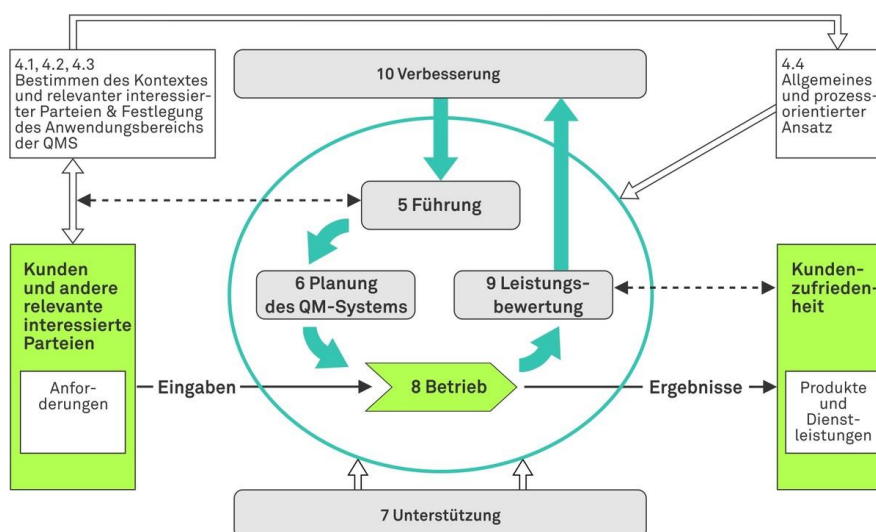 4.1, 4.2, 4.3
Bestimmen des Kontextes
und relevanter interessier-
ter Parteien & Festlegung
des Anwendungsbereichs
der QMS
10 Verbesserung
4.4
Allgemeines
und prozess-
orientierter
Ansatz
5 Führung
Kunden
und andere
relevante
interessierte
Parteien
6 Planung
des QM-Systems
9 Leistungs-
bewertung
Kunden-
zufrieden-
heit
Anfor-
derungen
Eingaben
8 Betrieb
Ergebnisse
Produkte
und
Dienst-
leistungen
7 Unterstützung